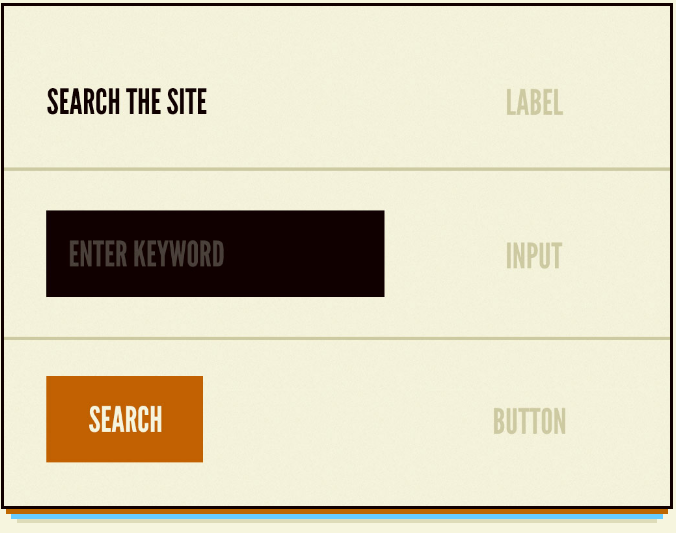 SEARCH THE SITE
LABEL
ENTER KEYWORD
INPUT
SEARCH
BUTTON